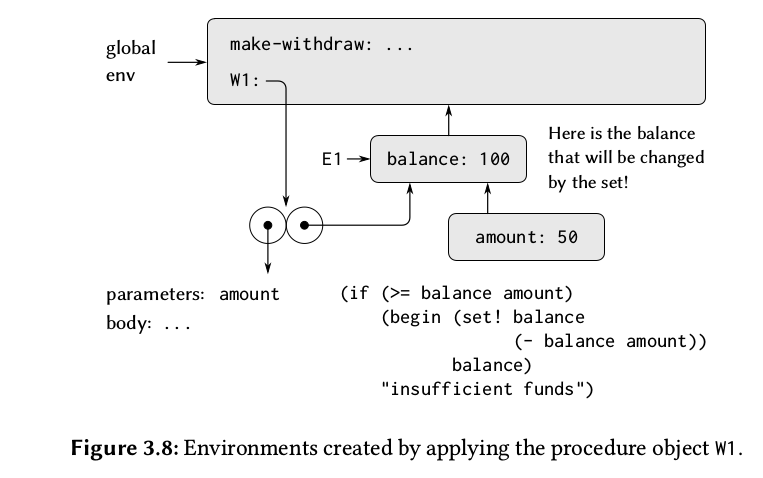 global
env
make-withdraw: ...
W1:
E1
balance: 100
Here is the balance
that will be changed
by the set!
amount: 50
parameters: amount
body: ...
(if (>= balance amount)
(begin (set! balance
(- balance amount))
balance)
"insufficient funds")
Figure 3.8: Environments created by applying the procedure object W1.